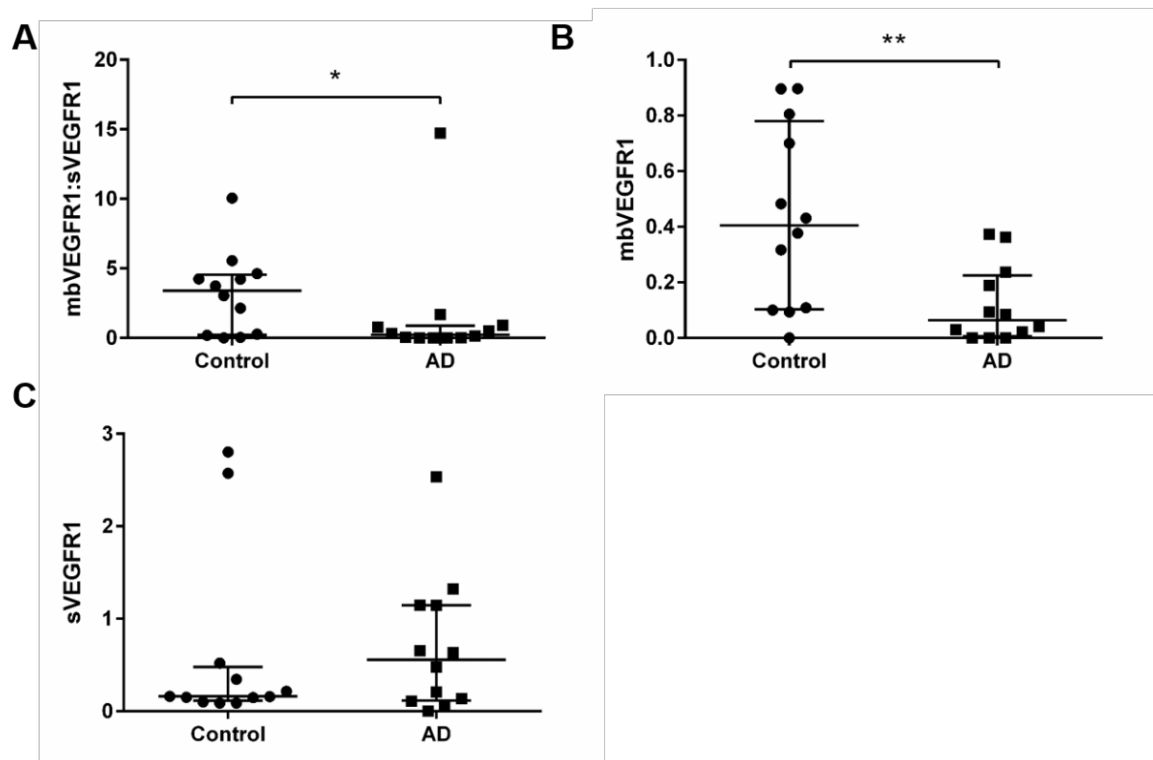 A
mbVEGFR1:sVEGFR1
20
15
10
5
0
*
Control
AD
B
mbVEGFR1
1.0
0.8
0.6
0.4
0.2
0.0
**
Control
AD
C
sVEGFR1
3
2
1
0
Control
AD